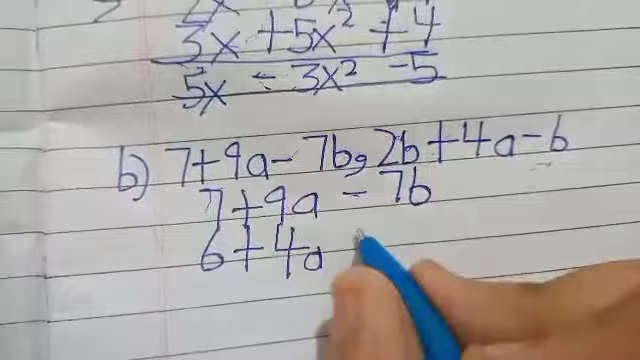 3x + 5x² + 4
5x - 3x² - 5
b) 7 + 9a - 7b, 2b + 4a - 6
7 + 9a - 7b
6 + 4a